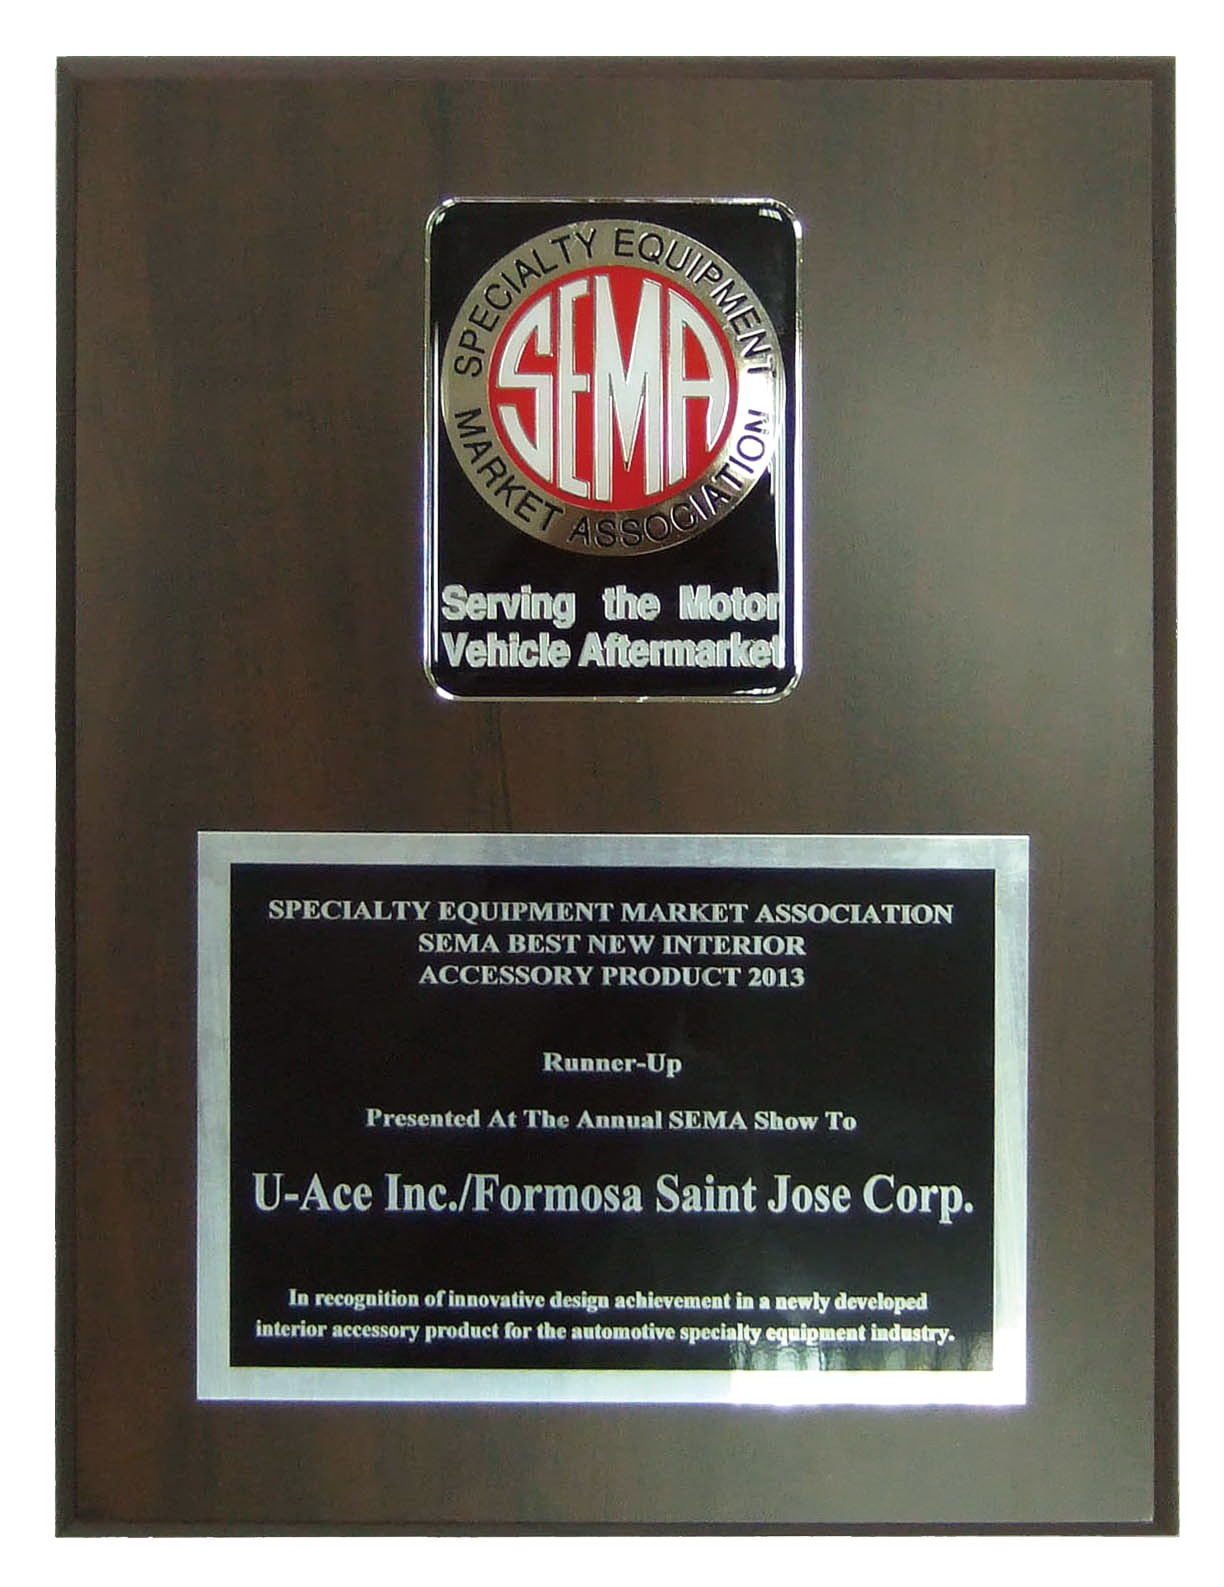 SPECIALTY EQUIPMENT
SEMA
MARKET ASSOCIATION
Serving the Motor
Vehicle Aftermarket
SPECIALTY EQUIPMENT MARKET ASSOCIATION
SEMA BEST NEW INTERIOR
ACCESSORY PRODUCT 2013
Runner-Up
Presented At The Annual SEMA Show To
U-Ace Inc./Formosa Saint Jose Corp.
In recognition of innovative design achievement in a newly developed
interior accessory product for the automotive specialty equipment industry.